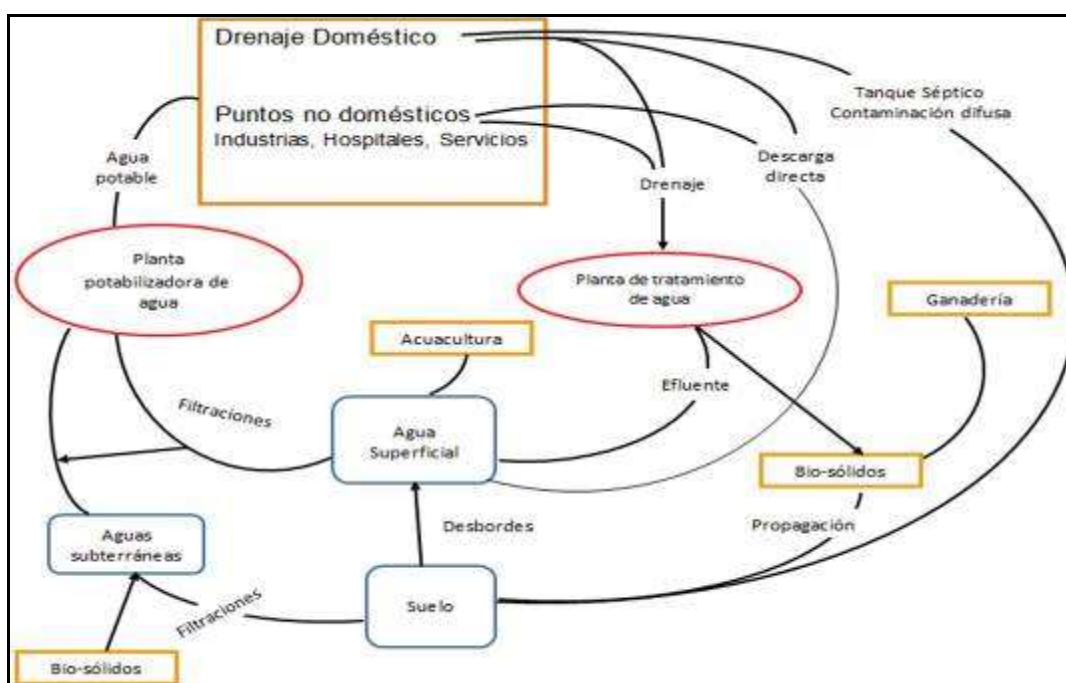 Drenaje Doméstico
Puntos no domésticos
Industrias, Hospitales, Servicios
Tanque Séptico
Contaminación difusa
Agua
potable
Descarga
directa
Drenaje
Planta
potabilizadora de
agua
Planta de tratamiento
de agua
Ganadería
Acuacultura
Efluente
Filtraciones
Agua
Superficial
Bio-sólidos
Desbordes
Propagación
Aguas
subterráneas
Filtraciones
Suelo
Bio-sólidos